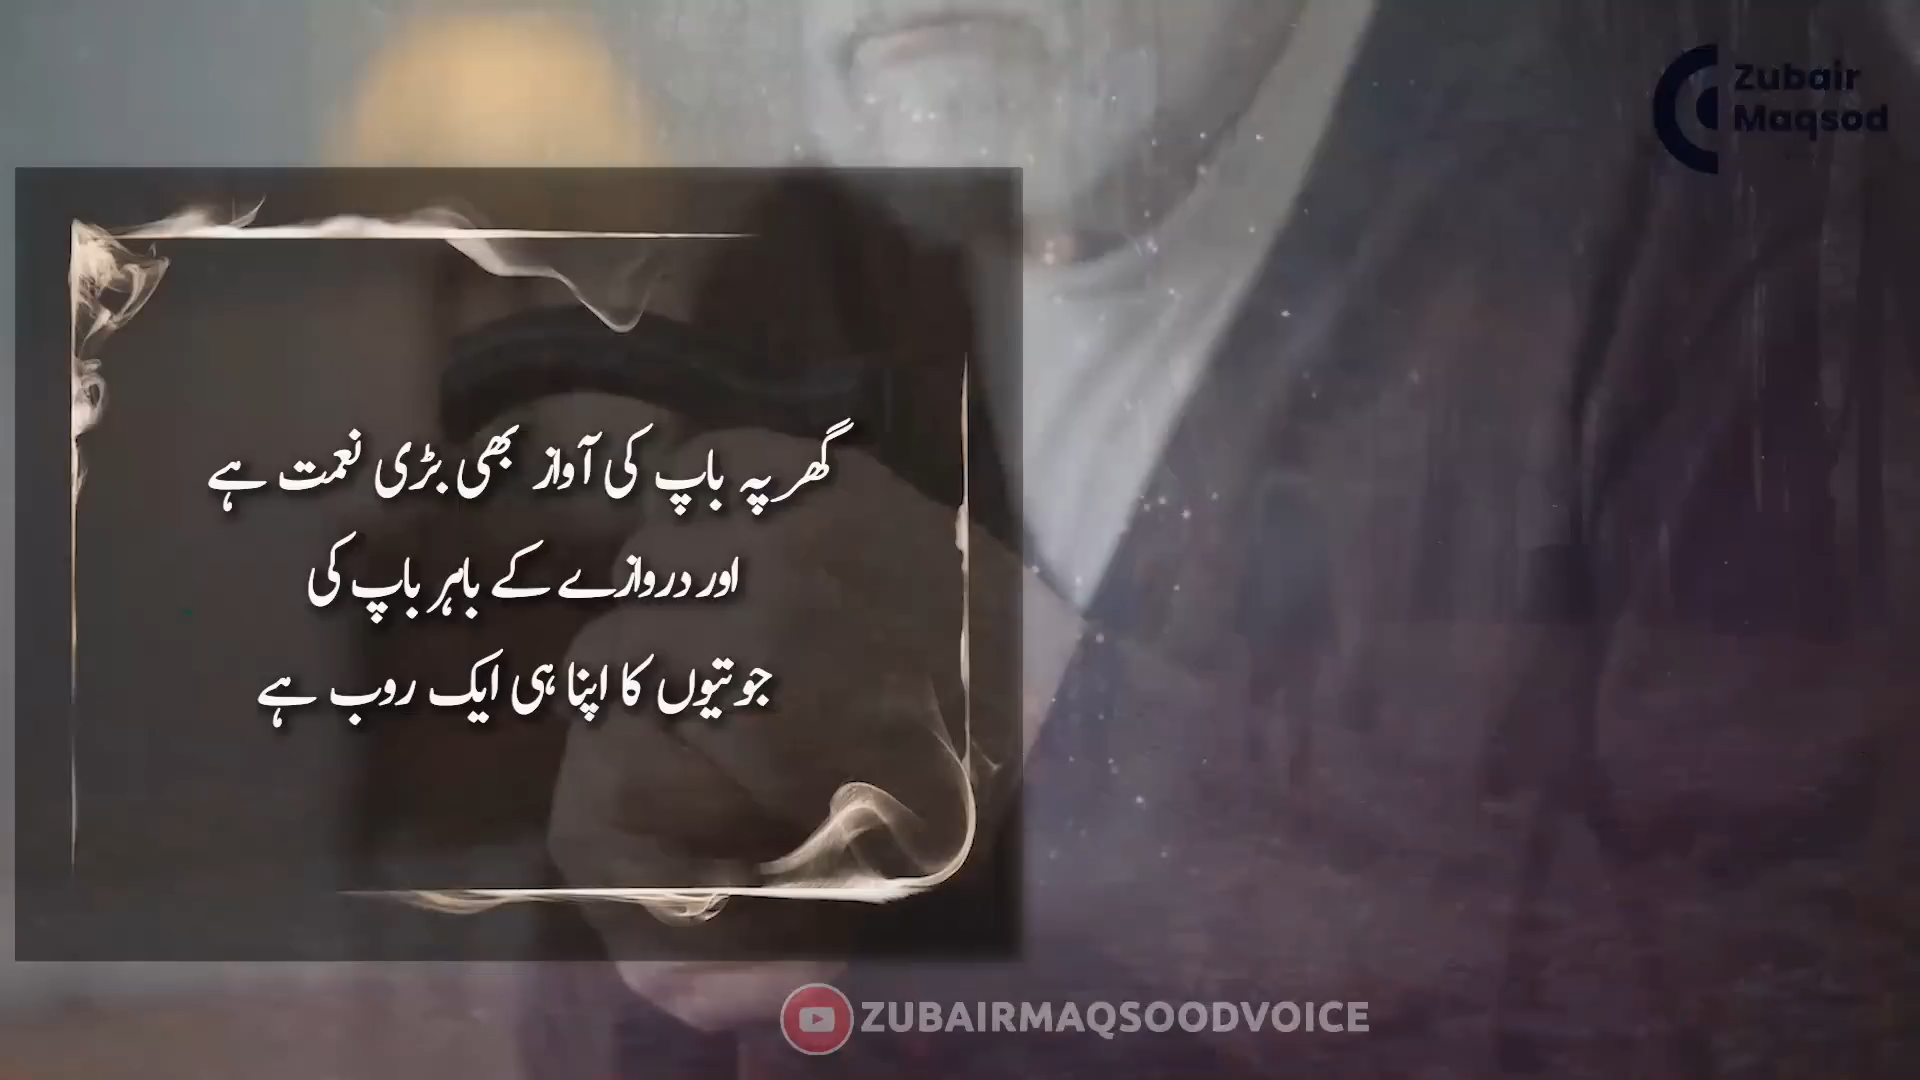 Zubair
Maqsod
گھر پہ باپ کی آواز بھی بڑی نعمت ہے
اور دروازے کے باہر باپ کی
جوتیوں کا اپنا ہی ایک روب ہے
ZUBAIRMAQSOODVOICE